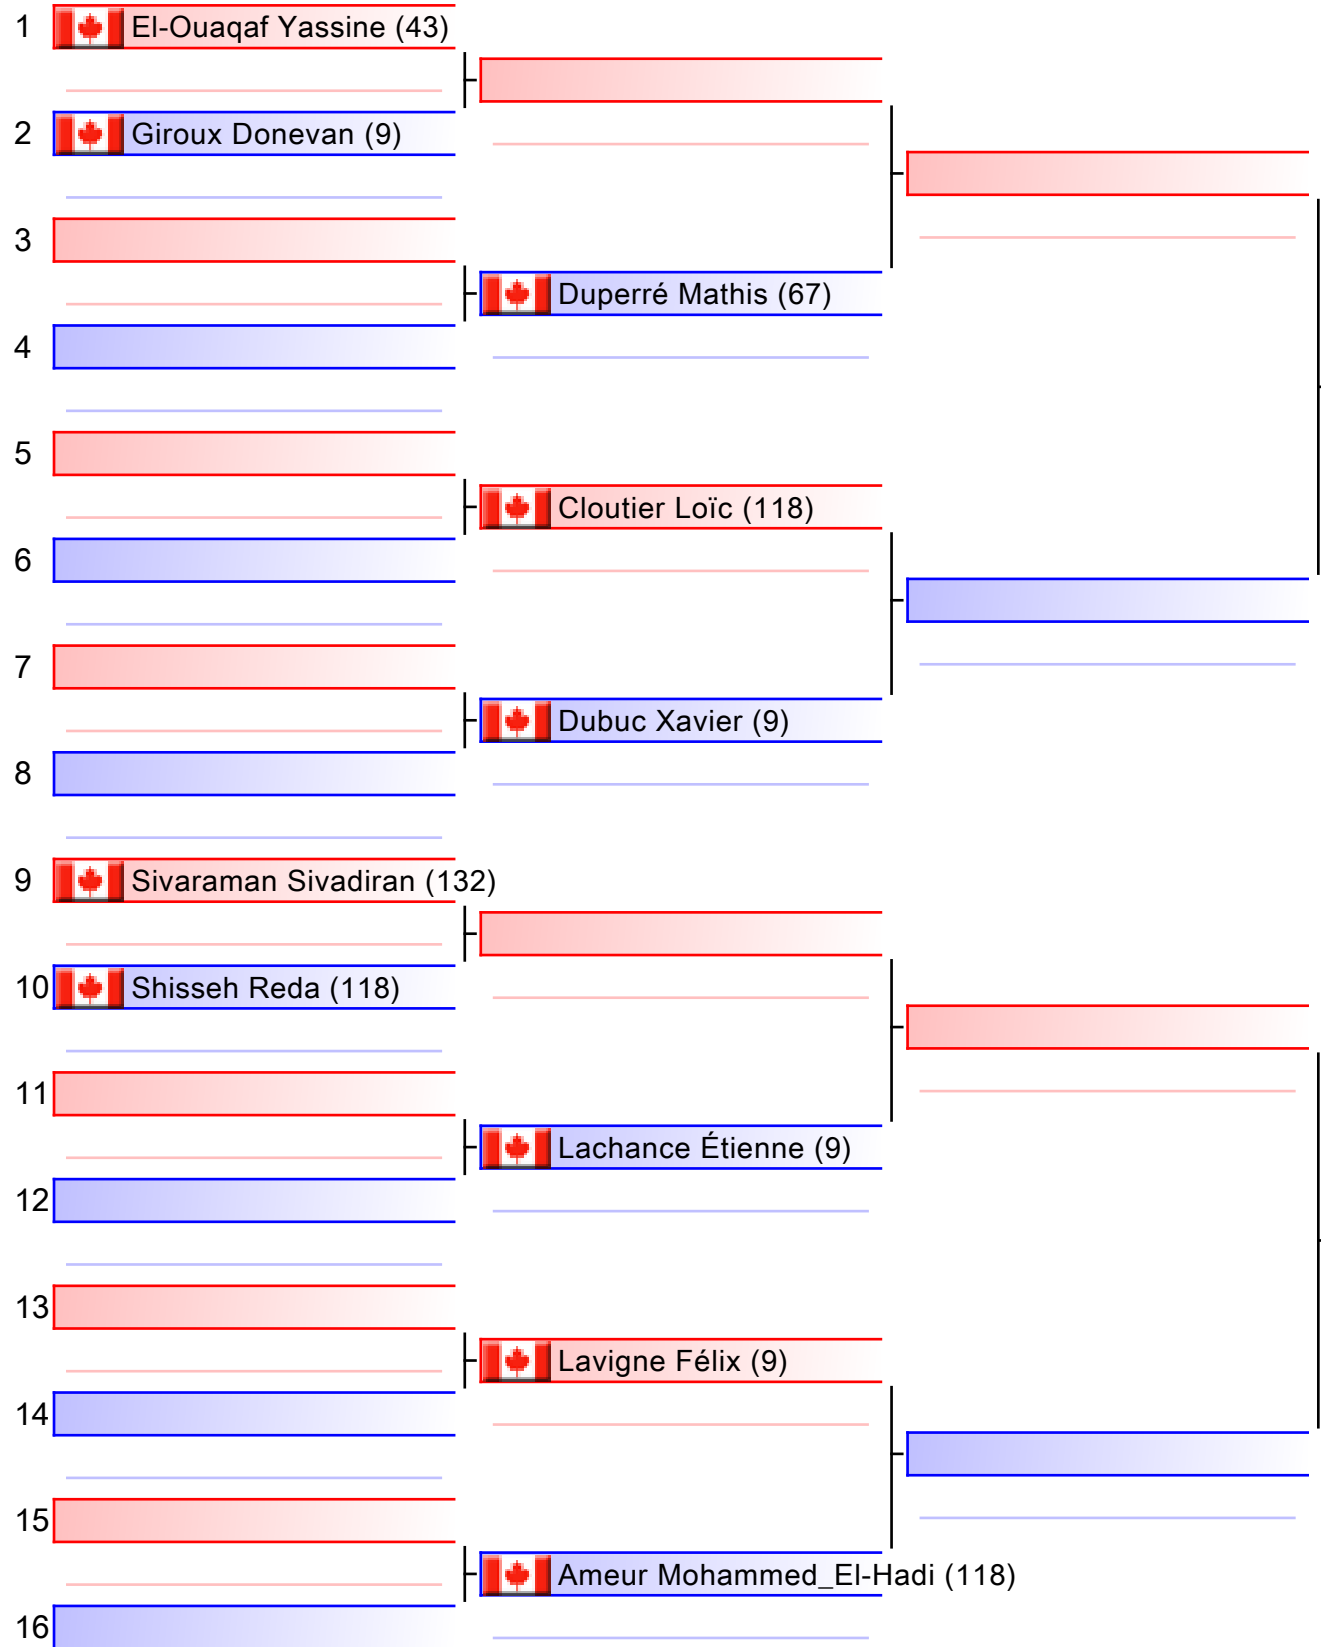 1 El-Ouaqaf Yassine (43)
2 Giroux Donevan (9)
3
Duperré Mathis (67)
4
5
Cloutier Loïc (118)
6
7
Dubuc Xavier (9)
8
9 Sivaraman Sivadiran (132)
10 Shisseh Reda (118)
11
Lachance Étienne (9)
12
13
Lavigne Félix (9)
14
15
Ameur Mohammed_El-Hadi (118)
16